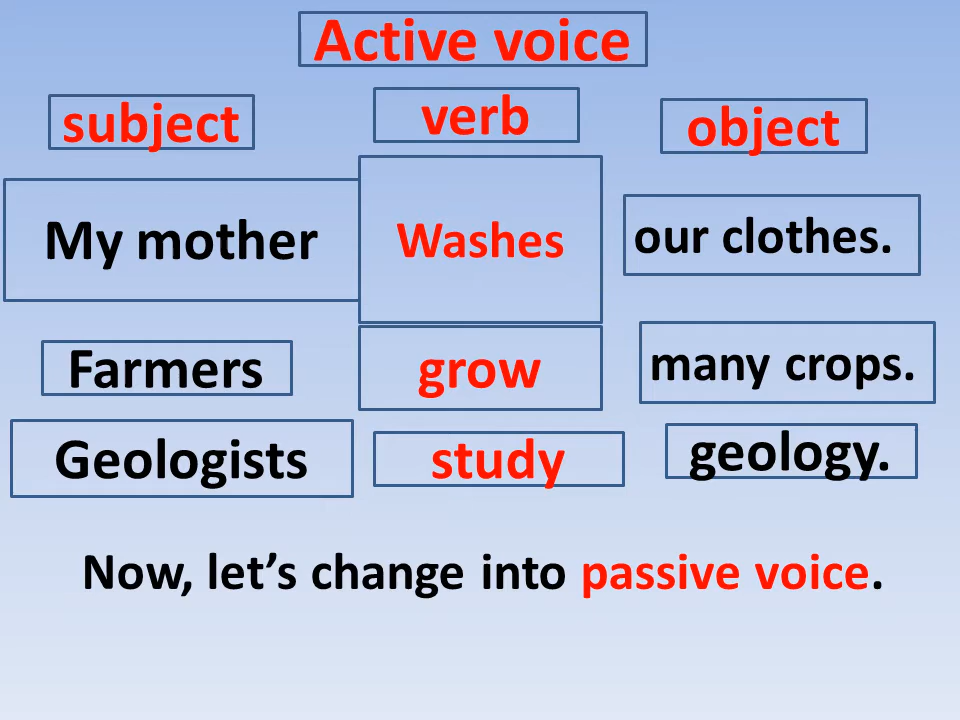 Active voice
subject verb object
My mother Washes our clothes.
Farmers grow many crops.
Geologists study geology.
Now, let’s change into passive voice.